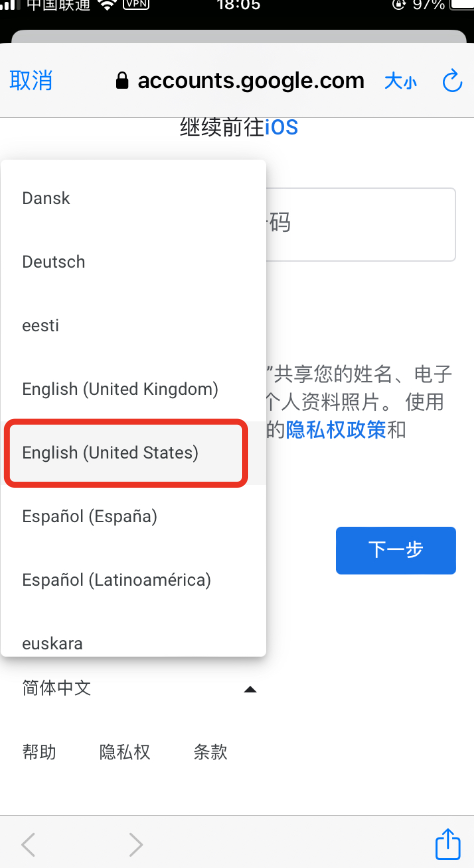 中国联通 VPN 18:05 97%
取消 accounts.google.com 大小
继续前往iOS
Dansk
码
Deutsch
eesti
”共享您的姓名、电子
English (United Kingdom)
个人资料照片。 使用
的隐私权政策和
English (United States)
Español (España)
下一步
Español (Latinoamérica)
euskara
简体中文
帮助 隐私权 条款